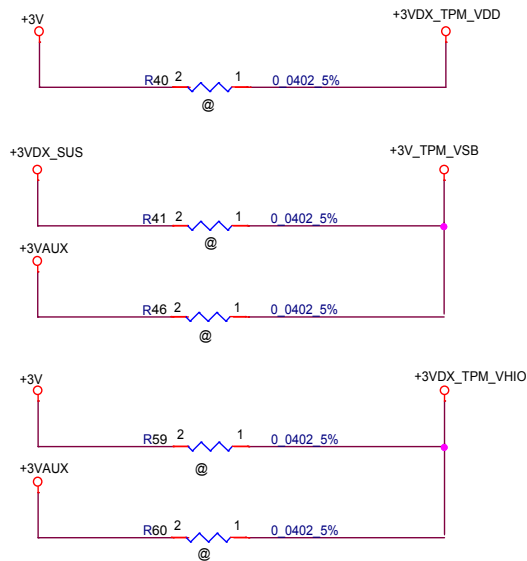 +3V +3VDX_TPM_VDD
R40 2 1 0_0402_5%
@
+3VDX_SUS +3V_TPM_VSB
R41 2 1 0_0402_5%
@
+3VAUX
R46 2 1 0_0402_5%
@
+3V +3VDX_TPM_VHIO
R59 2 1 0_0402_5%
@
+3VAUX
R60 2 1 0_0402_5%
@